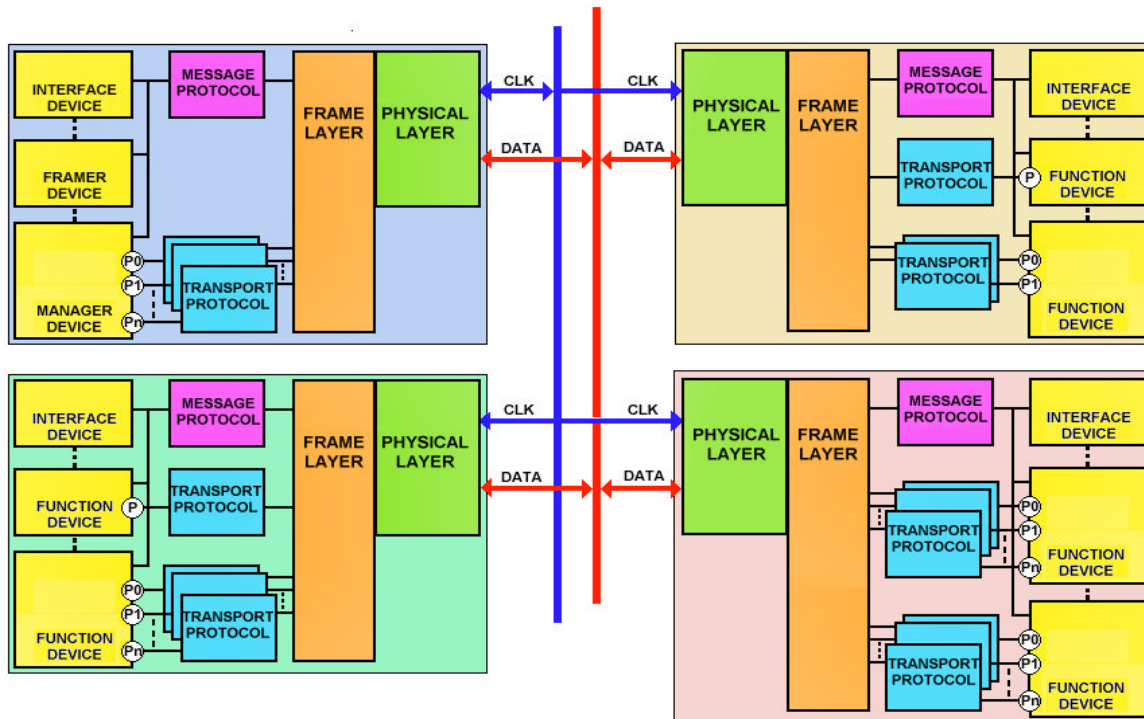 INTERFACE
DEVICE
FRAMER
DEVICE
MANAGER
DEVICE
P0
P1
Pn
MESSAGE
PROTOCOL
TRANSPORT
PROTOCOL
FRAME
LAYER
PHYSICAL
LAYER
CLK
DATA
CLK
DATA
PHYSICAL
LAYER
FRAME
LAYER
MESSAGE
PROTOCOL
TRANSPORT
PROTOCOL
TRANSPORT
PROTOCOL
INTERFACE
DEVICE
P
FUNCTION
DEVICE
P0
P1
FUNCTION
DEVICE
INTERFACE
DEVICE
FUNCTION
DEVICE
P
FUNCTION
DEVICE
P0
P1
Pn
MESSAGE
PROTOCOL
TRANSPORT
PROTOCOL
TRANSPORT
PROTOCOL
FRAME
LAYER
PHYSICAL
LAYER
CLK
DATA
CLK
DATA
PHYSICAL
LAYER
FRAME
LAYER
MESSAGE
PROTOCOL
TRANSPORT
PROTOCOL
TRANSPORT
PROTOCOL
INTERFACE
DEVICE
P0
P1
Pn
FUNCTION
DEVICE
P0
P1
Pn
FUNCTION
DEVICE